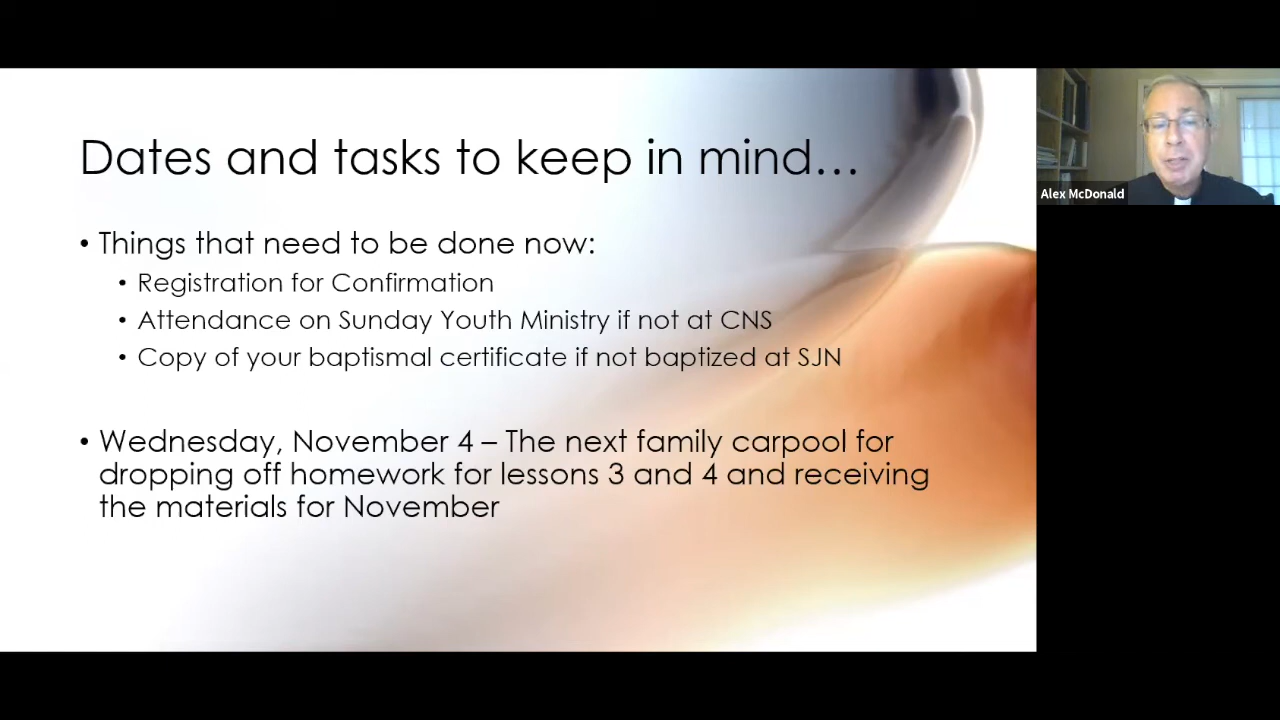 Dates and tasks to keep in mind…
• Things that need to be done now:
• Registration for Confirmation
• Attendance on Sunday Youth Ministry if not at CNS
• Copy of your baptismal certificate if not baptized at SJN
• Wednesday, November 4 – The next family carpool for
dropping off homework for lessons 3 and 4 and receiving
the materials for November
Alex McDonald